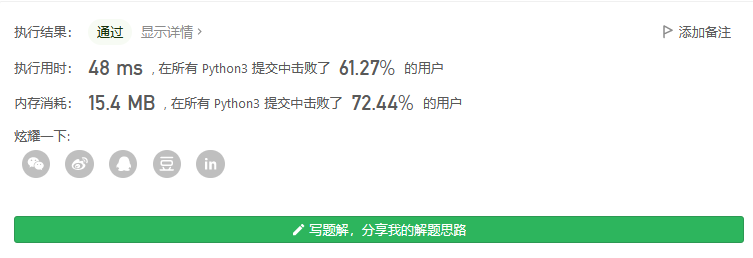 执行结果： 通过 显示详情 > 添加备注
执行用时： 48 ms , 在所有 Python3 提交中击败了 61.27% 的用户
内存消耗： 15.4 MB , 在所有 Python3 提交中击败了 72.44% 的用户
炫耀一下:
豆 in
写题解，分享我的解题思路